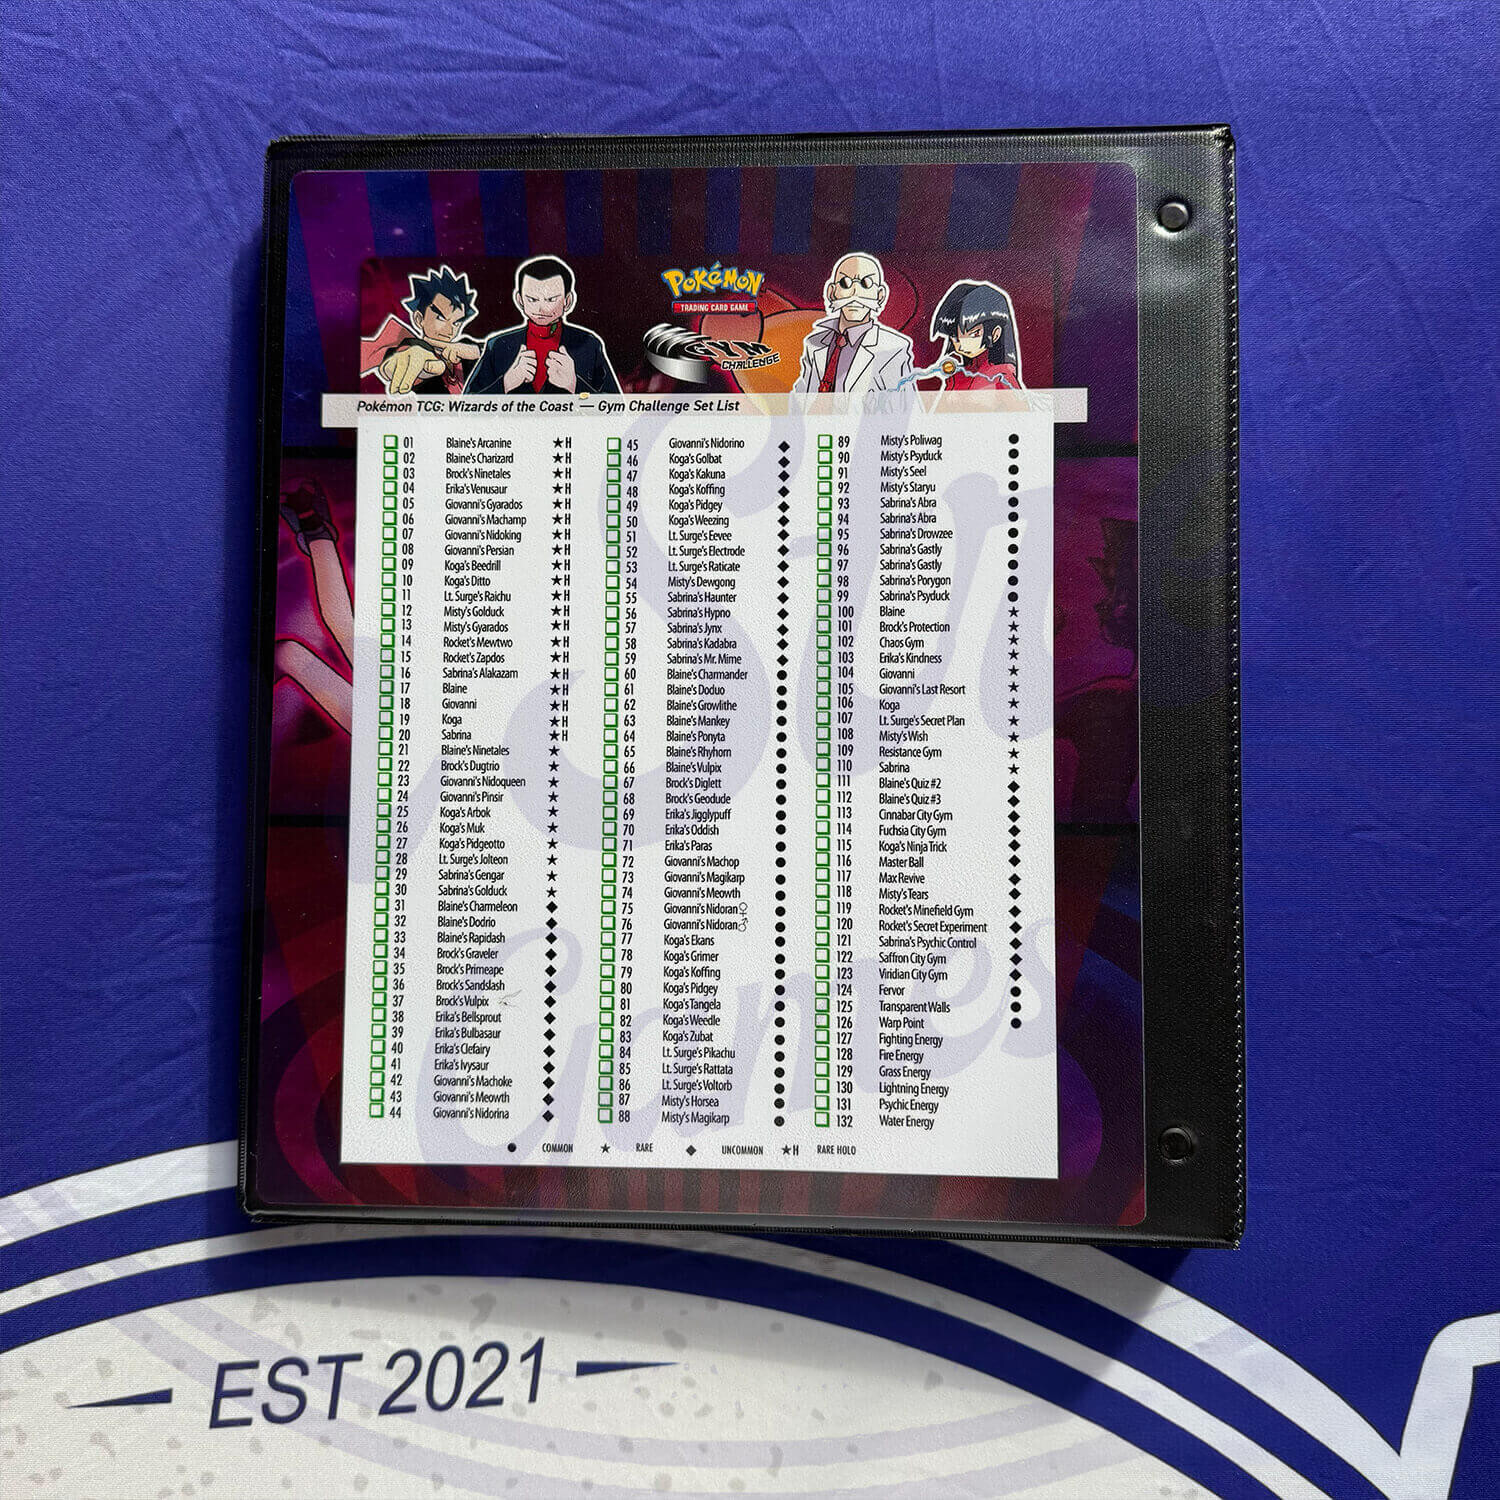 POKéMON
TRADING CARD GAME
GYM
CHALLENGE
Pokémon TCG: Wizards of the Coast — Gym Challenge Set List
01 Blaine's Arcanine ★H
02 Blaine's Charizard ★H
03 Brock's Ninetales ★H
04 Erika's Venusaur ★H
05 Giovanni's Gyarados ★H
06 Giovanni's Machamp ★H
07 Giovanni's Nidoking ★H
08 Giovanni's Persian ★H
09 Koga's Beedrill ★H
10 Koga's Ditto ★H
11 Lt. Surge's Raichu ★H
12 Misty's Golduck ★H
13 Misty's Gyarados ★H
14 Rocket's Mewtwo ★H
15 Rocket's Zapdos ★H
16 Sabrina's Alakazam ★H
17 Blaine ★H
18 Giovanni ★H
19 Koga ★H
20 Sabrina ★H
21 Blaine's Ninetales ★
22 Brock's Dugtrio ★
23 Giovanni's Nidoqueen ★
24 Giovanni's Pinsir ★
25 Koga's Arbok ★
26 Koga's Muk ★
27 Koga's Pidgeotto ★
28 Lt. Surge's Jolteon ★
29 Sabrina's Gengar ★
30 Sabrina's Golduck ★
31 Blaine's Charmeleon ◆
32 Blaine's Dodrio ◆
33 Blaine's Rapidash ◆
34 Brock's Graveler ◆
35 Brock's Primeape ◆
36 Brock's Sandslash ◆
37 Brock's Vulpix ◆
38 Erika's Bellsprout ◆
39 Erika's Bulbasaur ◆
40 Erika's Clefairy ◆
41 Erika's Ivysaur ◆
42 Giovanni's Machoke ◆
43 Giovanni's Meowth ◆
44 Giovanni's Nidorina ◆
45 Giovanni's Nidorino ◆
46 Koga's Golbat ◆
47 Koga's Kakuna ◆
48 Koga's Koffing ◆
49 Koga's Pidgey ◆
50 Koga's Weezing ◆
51 Lt. Surge's Eevee ◆
52 Lt. Surge's Electrode ◆
53 Lt. Surge's Raticate ◆
54 Misty's Dewgong ◆
55 Sabrina's Haunter ◆
56 Sabrina's Hypno ◆
57 Sabrina's Jynx ◆
58 Sabrina's Kadabra ◆
59 Sabrina's Mr. Mime ◆
60 Blaine's Charmander ●
61 Blaine's Doduo ●
62 Blaine's Growlithe ●
63 Blaine's Mankey ●
64 Blaine's Ponyta ●
65 Blaine's Rhyhorn ●
66 Blaine's Vulpix ●
67 Brock's Diglett ●
68 Brock's Geodude ●
69 Erika's Jigglypuff ●
70 Erika's Oddish ●
71 Erika's Paras ●
72 Giovanni's Machop ●
73 Giovanni's Magikarp ●
74 Giovanni's Meowth ●
75 Giovanni's Nidoran♀ ●
76 Giovanni's Nidoran♂ ●
77 Koga's Ekans ●
78 Koga's Grimer ●
79 Koga's Koffing ●
80 Koga's Pidgey ●
81 Koga's Tangela ●
82 Koga's Weedle ●
83 Koga's Zubat ●
84 Lt. Surge's Pikachu ●
85 Lt. Surge's Rattata ●
86 Lt. Surge's Voltorb ●
87 Misty's Horsea ●
88 Misty's Magikarp ●
89 Misty's Poliwag ●
90 Misty's Psyduck ●
91 Misty's Seel ●
92 Misty's Staryu ●
93 Sabrina's Abra ●
94 Sabrina's Abra ●
95 Sabrina's Drowzee ●
96 Sabrina's Gastly ●
97 Sabrina's Gastly ●
98 Sabrina's Porygon ●
99 Sabrina's Psyduck ●
100 Blaine ★
101 Brock's Protection ★
102 Chaos Gym ★
103 Erika's Kindness ★
104 Giovanni ★
105 Giovanni's Last Resort ★
106 Koga ★
107 Lt. Surge's Secret Plan ★
108 Misty's Wish ★
109 Resistance Gym ★
110 Sabrina ★
111 Blaine's Quiz #2 ◆
112 Blaine's Quiz #3 ◆
113 Cinnabar City Gym ◆
114 Fuchsia City Gym ◆
115 Koga's Ninja Trick ◆
116 Master Ball ◆
117 Max Revive ◆
118 Misty's Tears ◆
119 Rocket's Minefield Gym ◆
120 Rocket's Secret Experiment ◆
121 Sabrina's Psychic Control ◆
122 Saffron City Gym ◆
123 Viridian City Gym ◆
124 Fervor ●
125 Transparent Walls ●
126 Warp Point ●
127 Fighting Energy
128 Fire Energy
129 Grass Energy
130 Lightning Energy
131 Psychic Energy
132 Water Energy
● COMMON ★ RARE ◆ UNCOMMON ★H RARE HOLO
EST 2021